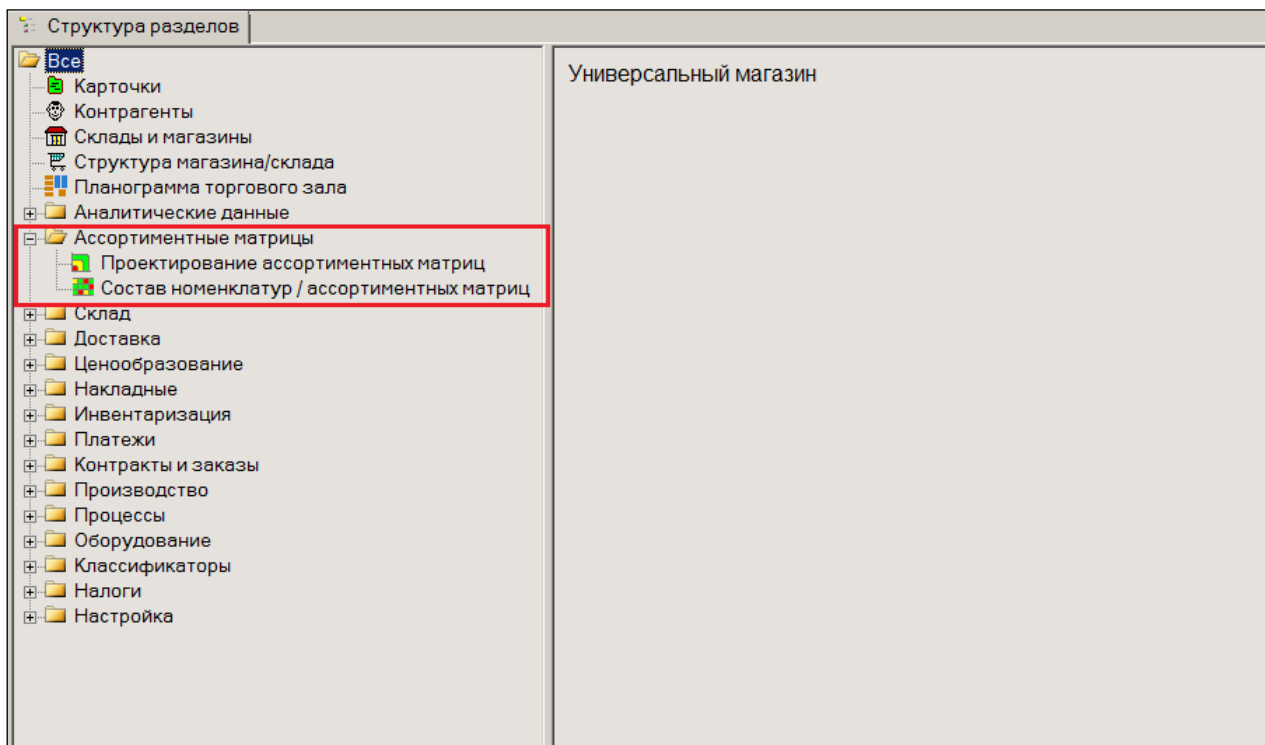 Структура разделов
Все
Карточки
Контрагенты
Склады и магазины
Структура магазина/склада
Планограмма торгового зала
Аналитические данные
Ассортиментные матрицы
Проектирование ассортиментных матриц
Состав номенклатур / ассортиментных матриц
Склад
Доставка
Ценообразование
Накладные
Инвентаризация
Платежи
Контракты и заказы
Производство
Процессы
Оборудование
Классификаторы
Налоги
Настройка
Универсальный магазин